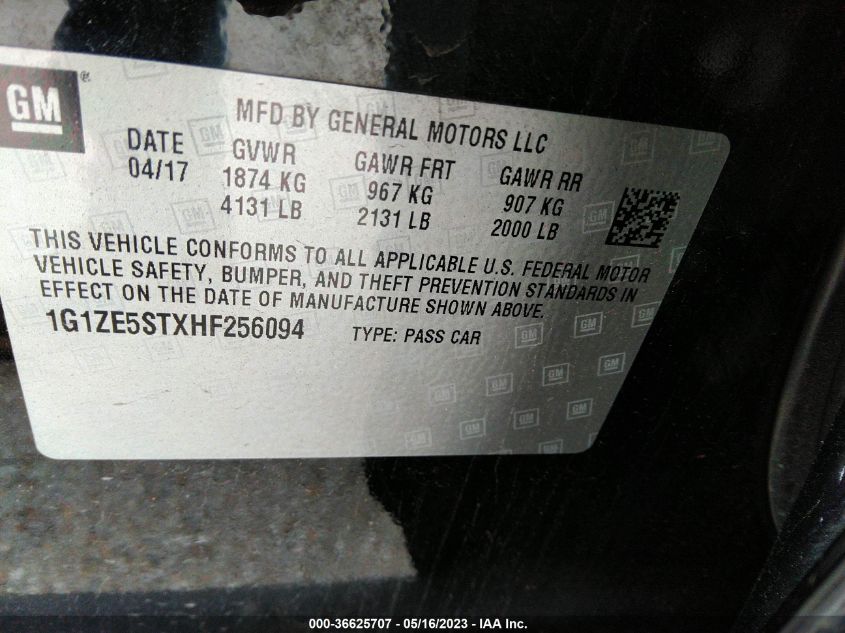 GM
®
MFD BY GENERAL MOTORS LLC
DATE GVWR GAWR FRT GAWR RR
04/17 1874 KG 967 KG 907 KG
4131 LB 2131 LB 2000 LB
THIS VEHICLE CONFORMS TO ALL APPLICABLE U.S. FEDERAL MOTOR
VEHICLE SAFETY, BUMPER, AND THEFT PREVENTION STANDARDS IN
EFFECT ON THE DATE OF MANUFACTURE SHOWN ABOVE.
1G1ZE5STXHF256094 TYPE: PASS CAR
000-36625707 - 05/16/2023 - IAA Inc.